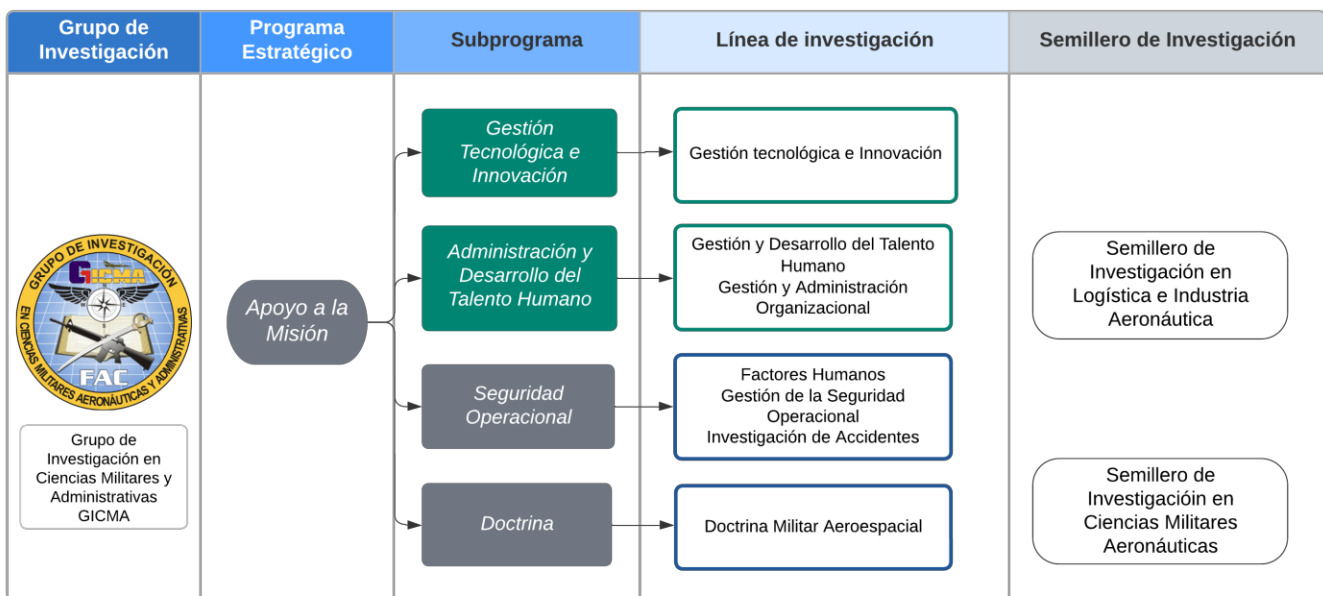 Grupo de
Investigación
Programa
Estratégico
Subprograma
Línea de investigación
Semillero de Investigación
GRUPO DE INVESTIGACIÓN
GICMA
FAC
EN CIENCIAS MILITARES AERONÁUTICAS Y ADMINISTRATIVAS
Grupo de
Investigación en
Ciencias Militares y
Administrativas
GICMA
Apoyo a la
Misión
Gestión
Tecnológica e
Innovación
Gestión tecnológica e Innovación
Administración y
Desarrollo del
Talento Humano
Gestión y Desarrollo del Talento
Humano
Gestión y Administración
Organizacional
Seguridad
Operacional
Factores Humanos
Gestión de la Seguridad
Operacional
Investigación de Accidentes
Doctrina
Doctrina Militar Aeroespacial
Semillero de
Investigación en
Logística e Industria
Aeronáutica
Semillero de
Investigacióin en
Ciencias Militares
Aeronáuticas